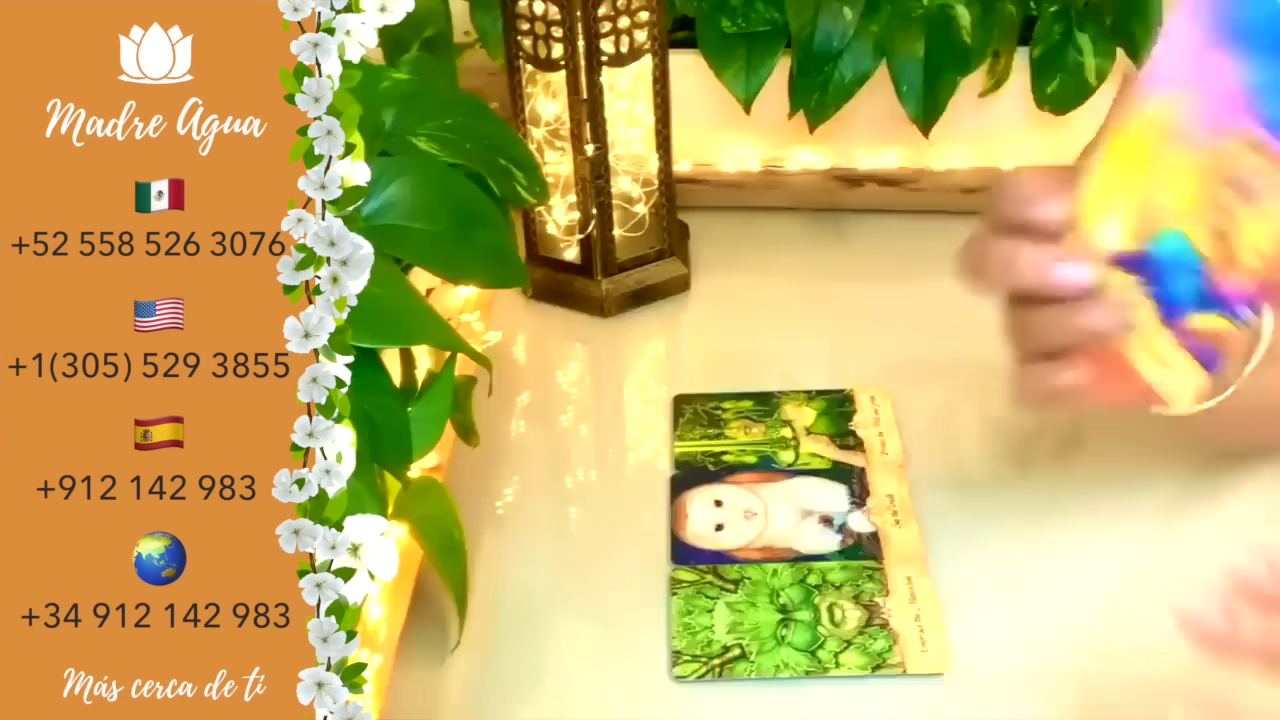 Madre Agua
+52 558 526 3076
+1(305) 529 3855
+912 142 983
+34 912 142 983
Más cerca de ti